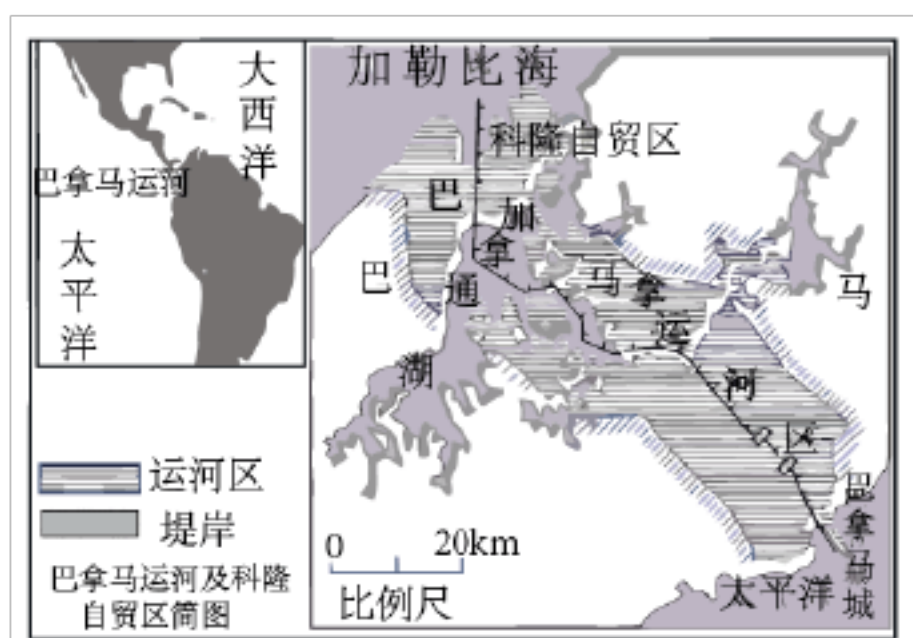 大西洋
巴拿马运河
太平洋
运河区
堤岸
巴拿马运河及科隆
自贸区简图
加勒比海
科隆自贸区
巴拿马运河区
加通湖
巴拿马
巴拿马城
太平洋
0 20km
比例尺